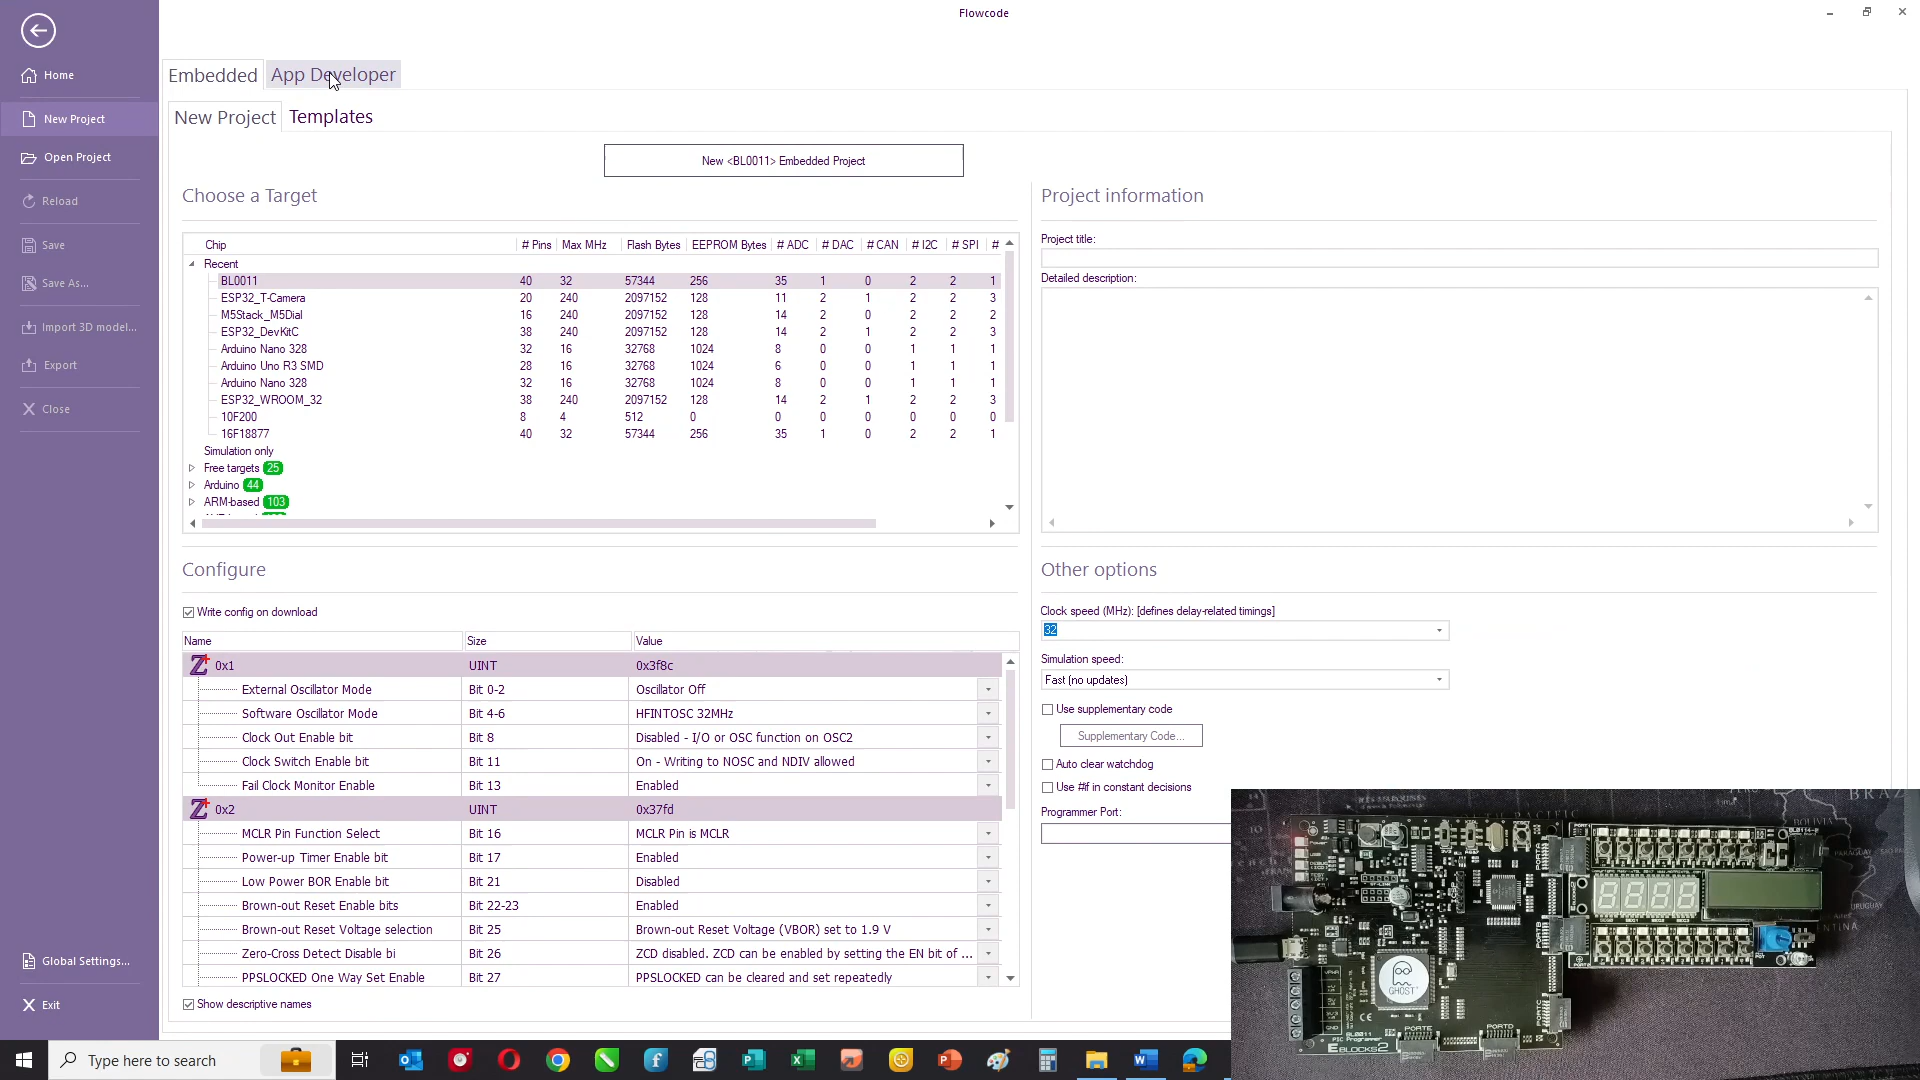 Flowcode
Home
New Project
Open Project
Reload
Save
Save As...
Import 3D model...
Export
Close
Global Settings...
Exit
Embedded
App Developer
New Project
Templates
New <BL0011> Embedded Project
Choose a Target
Chip # Pins Max MHz Flash Bytes EEPROM Bytes # ADC # DAC # CAN # I2C # SPI #
Recent
BL0011 40 32 57344 256 35 1 0 2 2 1
ESP32_T-Camera 20 240 2097152 128 11 2 1 2 2 3
M5Stack_M5Dial 16 240 2097152 128 14 2 0 2 2 2
ESP32_DevKitC 38 240 2097152 128 14 2 1 2 2 3
Arduino Nano 328 32 16 32768 1024 8 0 0 1 1 1
Arduino Uno R3 SMD 28 16 32768 1024 6 0 0 1 1 1
Arduino Nano 328 32 16 32768 1024 8 0 0 1 1 1
ESP32_WROOM_32 38 240 2097152 128 14 2 1 2 2 3
10F200 8 4 512 0 0 0 0 0 0 0
16F18877 40 32 57344 256 35 1 0 2 2 1
Simulation only
Free targets 25
Arduino 44
ARM-based 103
Project information
Project title:
Detailed description:
Configure
Write config on download
Name Size Value
0x1 UINT 0x3f8c
External Oscillator Mode Bit 0-2 Oscillator Off
Software Oscillator Mode Bit 4-6 HFINTOSC 32MHz
Clock Out Enable bit Bit 8 Disabled - I/O or OSC function on OSC2
Clock Switch Enable bit Bit 11 On - Writing to NOSC and NDIV allowed
Fail Clock Monitor Enable Bit 13 Enabled
0x2 UINT 0x37fd
MCLR Pin Function Select Bit 16 MCLR Pin is MCLR
Power-up Timer Enable bit Bit 17 Enabled
Low Power BOR Enable bit Bit 21 Disabled
Brown-out Reset Enable bits Bit 22-23 Enabled
Brown-out Reset Voltage selection Bit 25 Brown-out Reset Voltage (VBOR) set to 1.9 V
Zero-Cross Detect Disable bi Bit 26 ZCD disabled. ZCD can be enabled by setting the EN bit of ...
PPSLOCKED One Way Set Enable Bit 27 PPSLOCKED can be cleared and set repeatedly
Show descriptive names
Other options
Clock speed (MHz): [defines delay-related timings]
32
Simulation speed:
Fast (no updates)
Use supplementary code
Supplementary Code...
Auto clear watchdog
Use #if in constant decisions
Programmer Port:
GHOST
PORTA
PORTB
PORTC
PORTE
PORTD
BL0011
PIC Programmer
EBLOCKS2
Type here to search